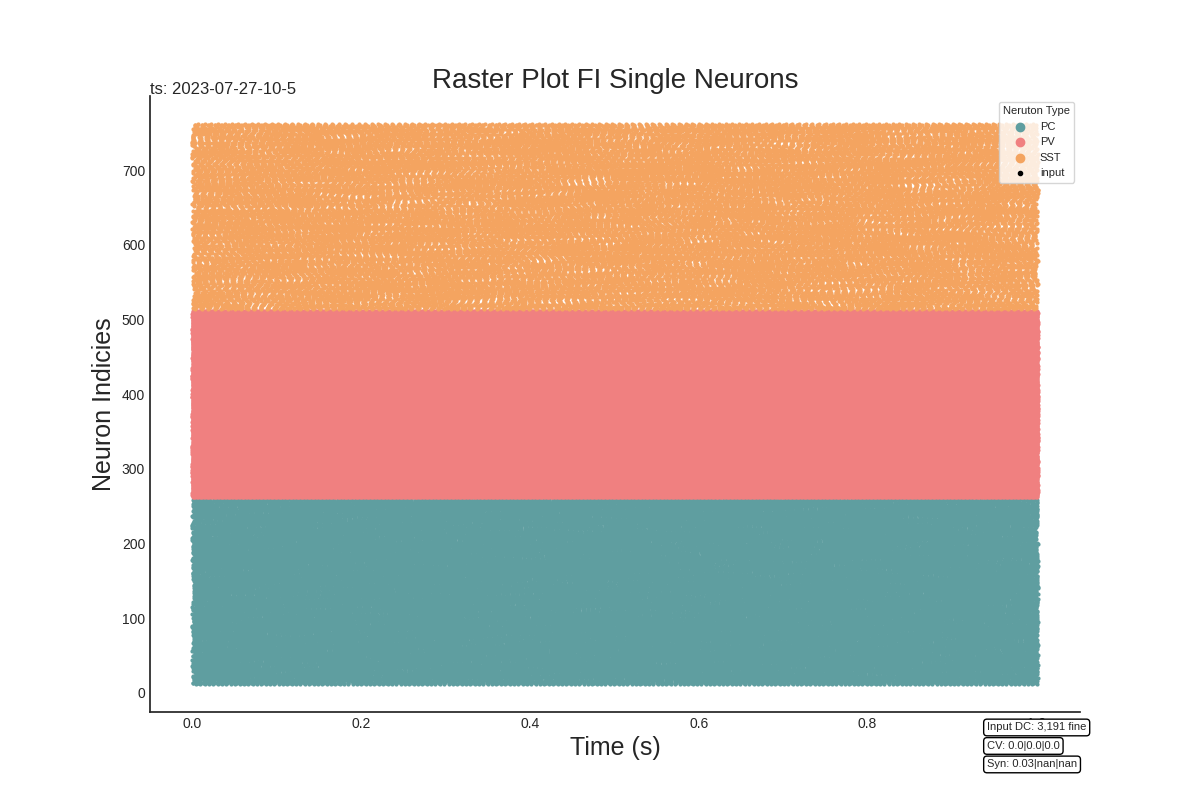 Raster Plot FI Single Neurons
ts: 2023-07-27-10-5
Neruton Type
PC
PV
SST
input
Neuron Indicies
700
600
500
400
300
200
100
0
0.0
0.2
0.4
0.6
0.8
Time (s)
Input DC: 3,191 fine
CV: 0.0|0.0|0.0
Syn: 0.03|nan|nan